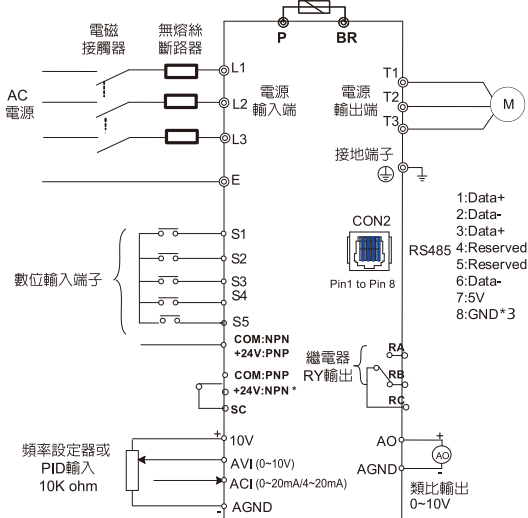 P
BR
電磁
接觸器
無熔絲
斷路器
AC
電源
L1
L2
L3
E
電源
輸入端
電源
輸出端
T1
T2
T3
M
接地端子
數位輸入端子
S1
S2
S3
S4
S5
COM:NPN
+24V:PNP
COM:PNP
+24V:NPN *
SC
CON2
Pin1 to Pin 8
RS485
1:Data+
2:Data-
3:Data+
4:Reserved
5:Reserved
6:Data-
7:5V
8:GND*3
繼電器
RY輸出
RA
RB
RC
頻率設定器或
PID輸入
10K ohm
+
10V
AVI (0~10V)
ACI (0~20mA/4~20mA)
-
AGND
AO
AGND
+
AO
-
類比輸出
0~10V